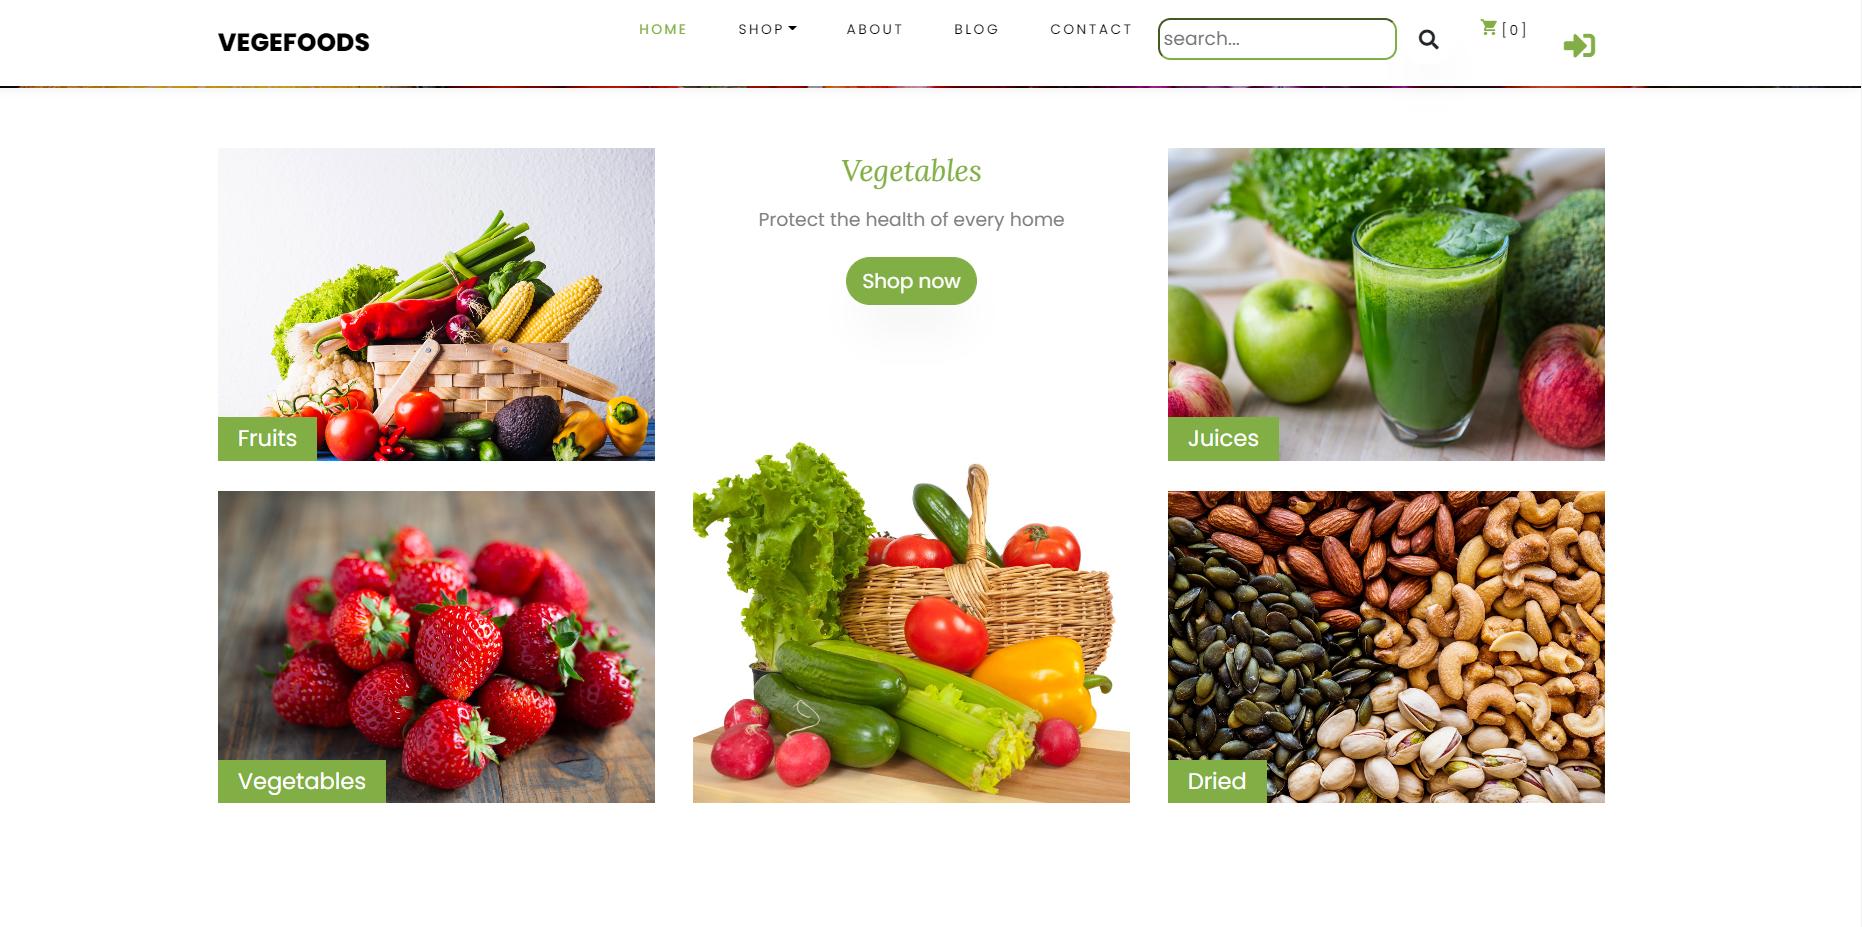 VEGEFOODS
HOME SHOP ABOUT BLOG CONTACT search... [0]
Vegetables
Protect the health of every home
Shop now
Fruits
Juices
Vegetables
Dried